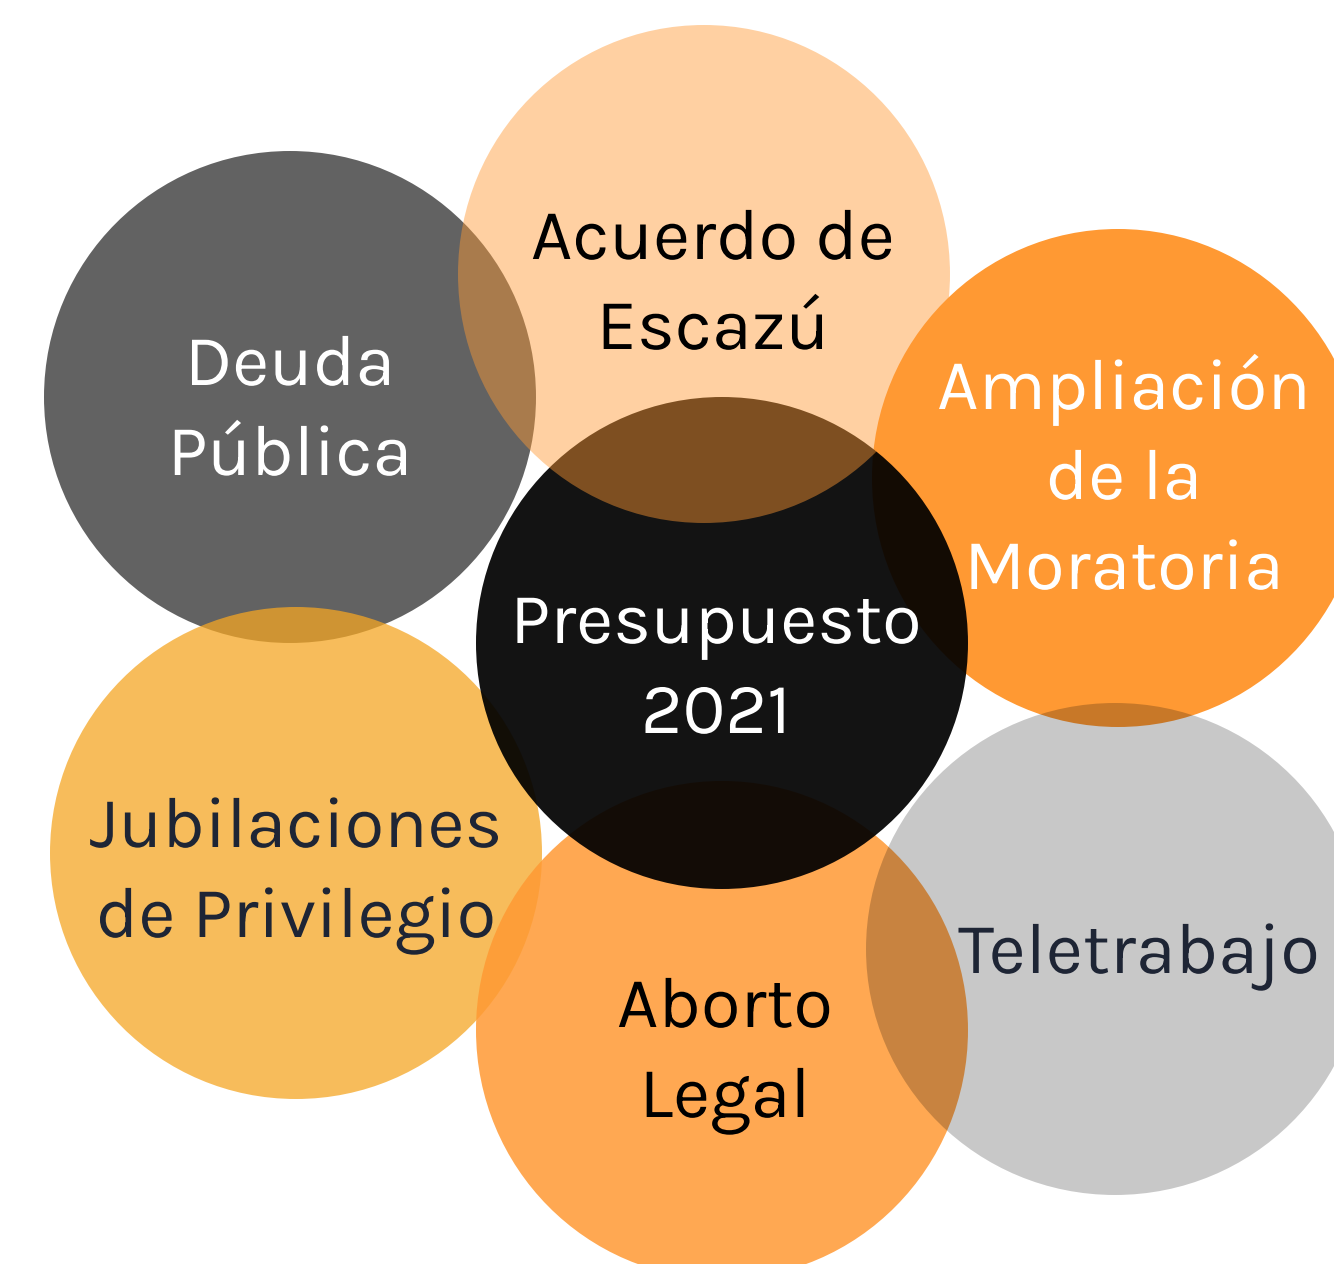 Acuerdo de
Escazú
Deuda
Pública
Ampliación
de la
Moratoria
Presupuesto
2021
Jubilaciones
de Privilegio
Teletrabajo
Aborto
Legal